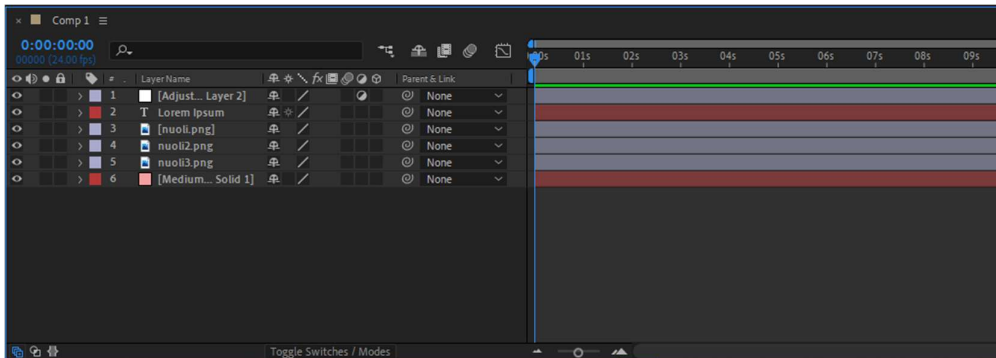 Comp 1
0:00:00:00
00000 (24.00 fps)
:00s 01s 02s 03s 04s 05s 06s 07s 08s 09s
# . Layer Name fx Parent & Link
1 [Adjust... Layer 2] None
2 T Lorem Ipsum None
3 [nuoli.png] None
4 nuoli2.png None
5 nuoli3.png None
6 [Medium... Solid 1] None
Toggle Switches / Modes